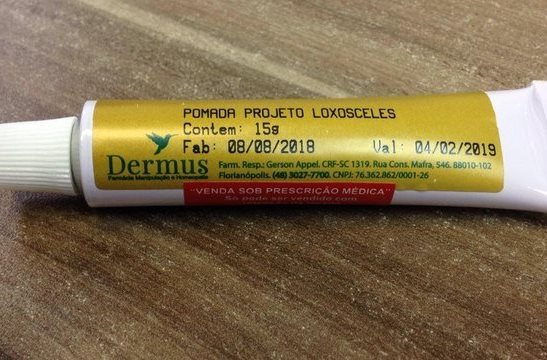 POMADA PROJETO LOXOSCELES
Contem: 15g
Fab: 08/08/2018 Val: 04/02/2019
Dermus
Farmácia Manipulação e Homeopatia
Farm. Resp.: Gerson Appel. CRF-SC 1319. Rua Cons. Mafra, 546. 88010-102
Florianópolis. (48) 3027-7700. CNPJ: 76.362.862/0001-26
"VENDA SOB PRESCRIÇÃO MÉDICA"
Só pode ser vendido com